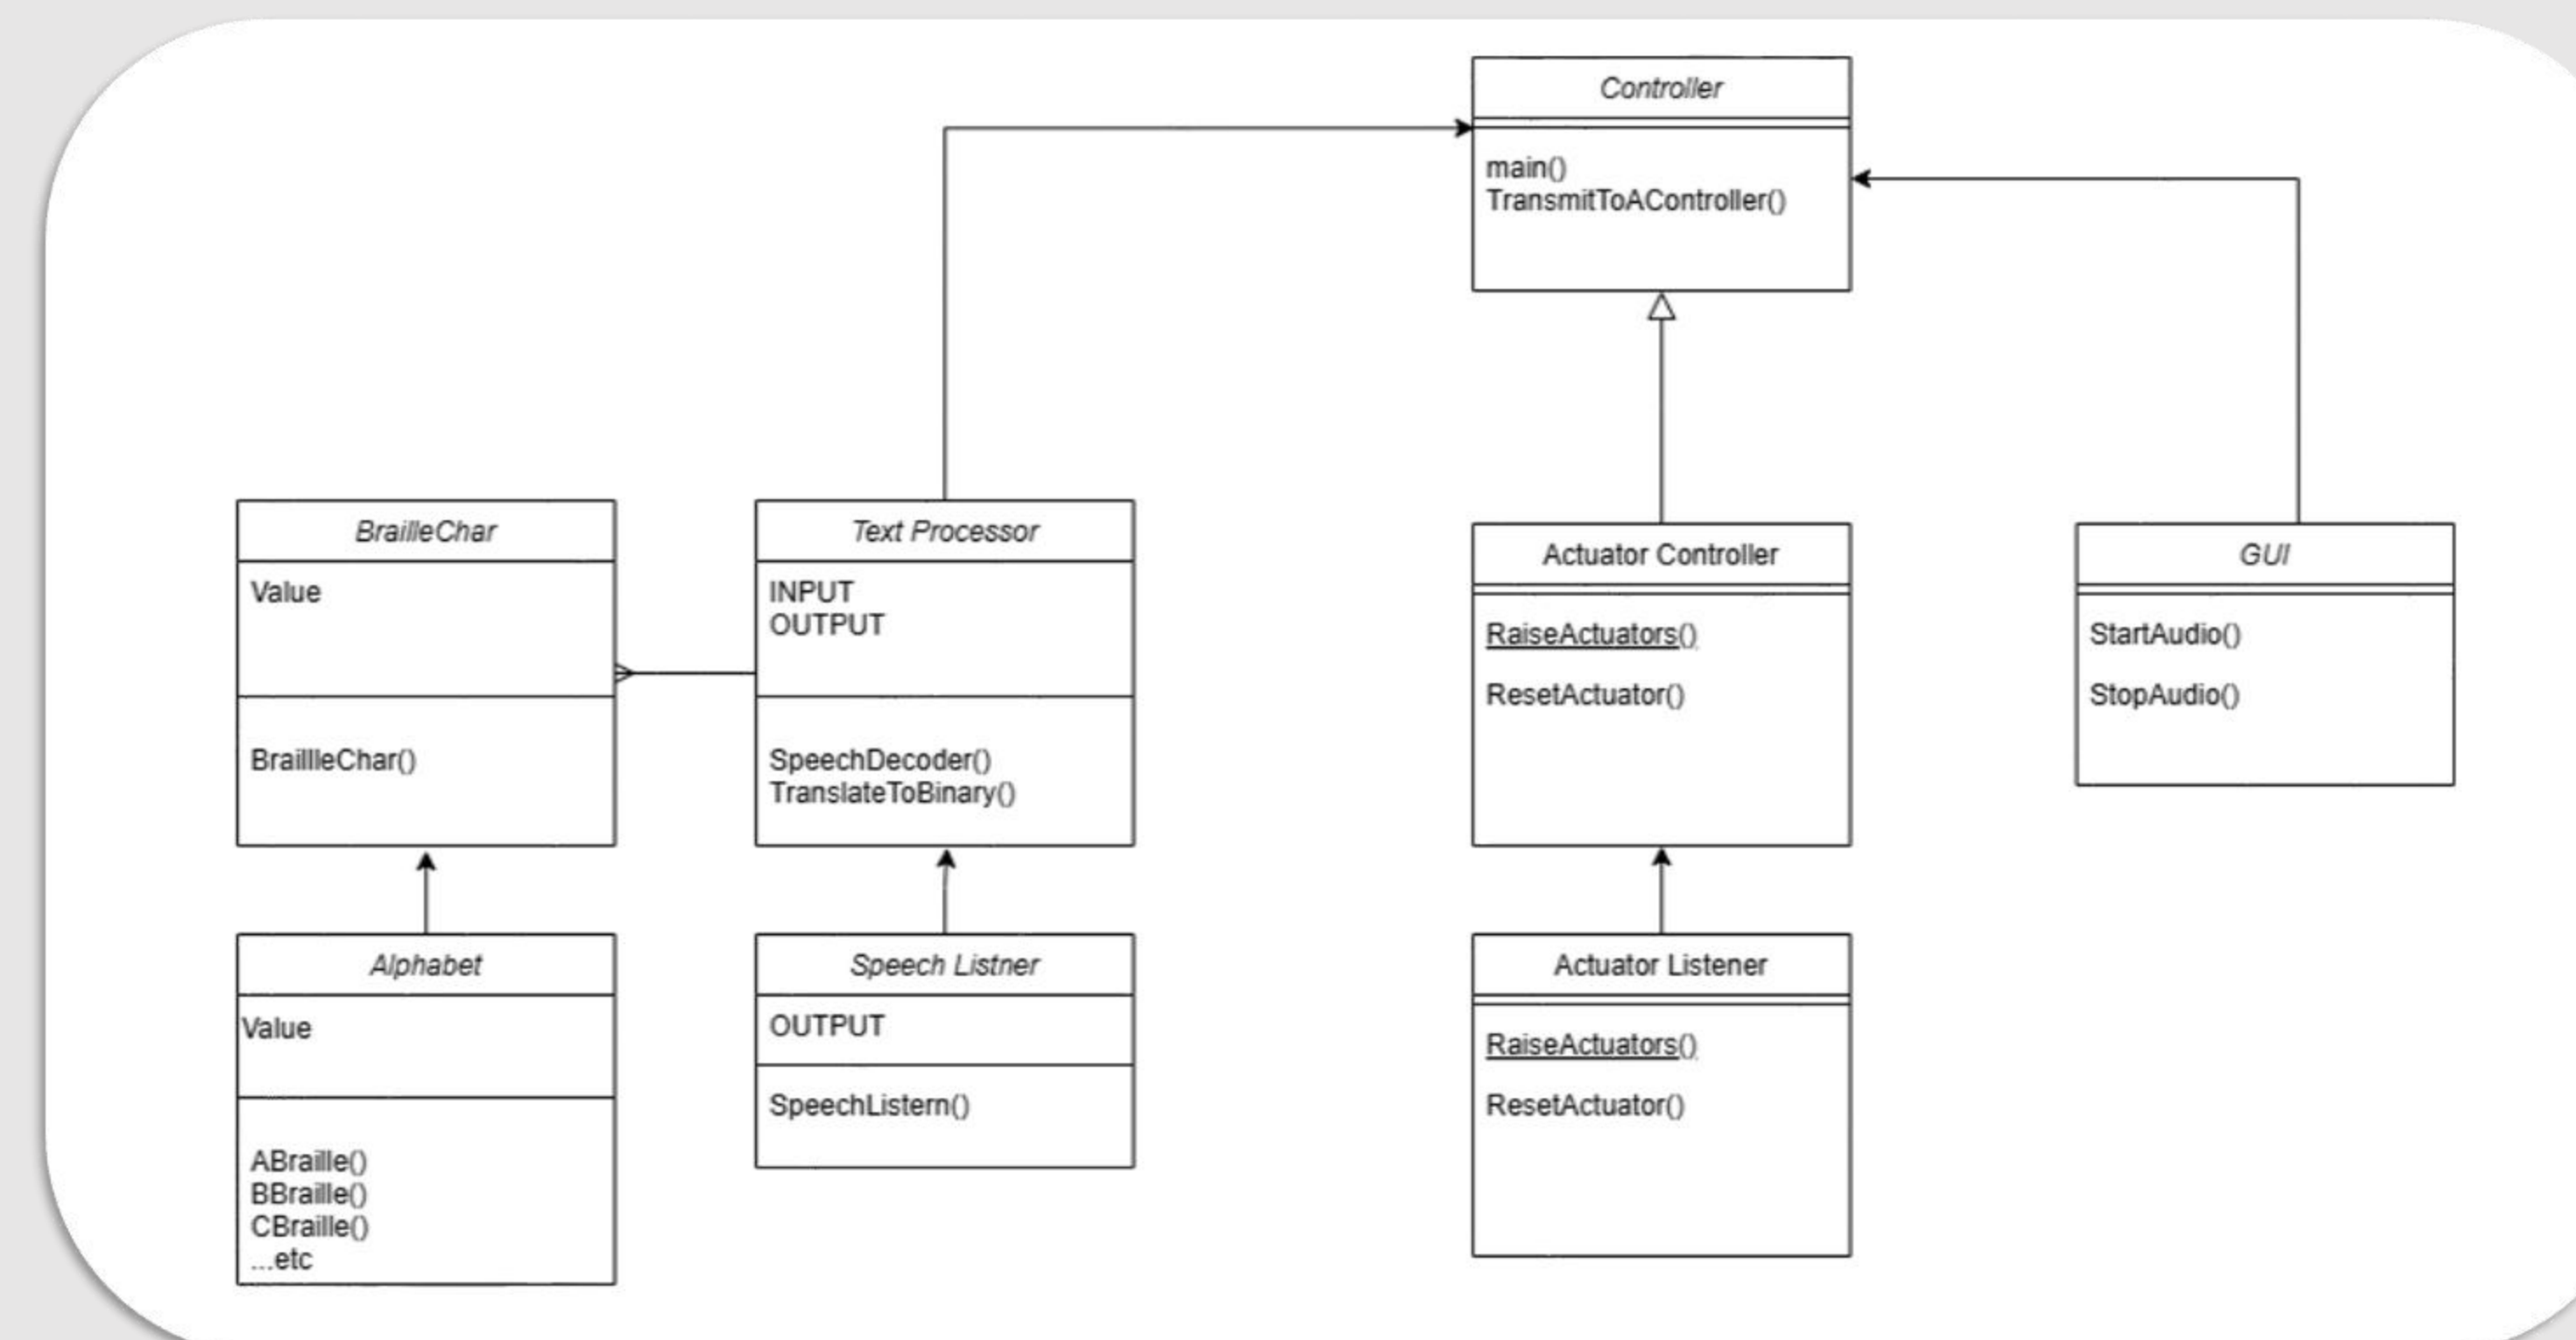 Controller
main()
TransmitToAController()
BrailleChar
Value
BraillleChar()
Text Processor
INPUT
OUTPUT
SpeechDecoder()
TranslateToBinary()
Actuator Controller
RaiseActuators()
ResetActuator()
GUI
StartAudio()
StopAudio()
Alphabet
Value
ABraille()
BBraille()
CBraille()
...etc
Speech Listner
OUTPUT
SpeechListern()
Actuator Listener
RaiseActuators()
ResetActuator()